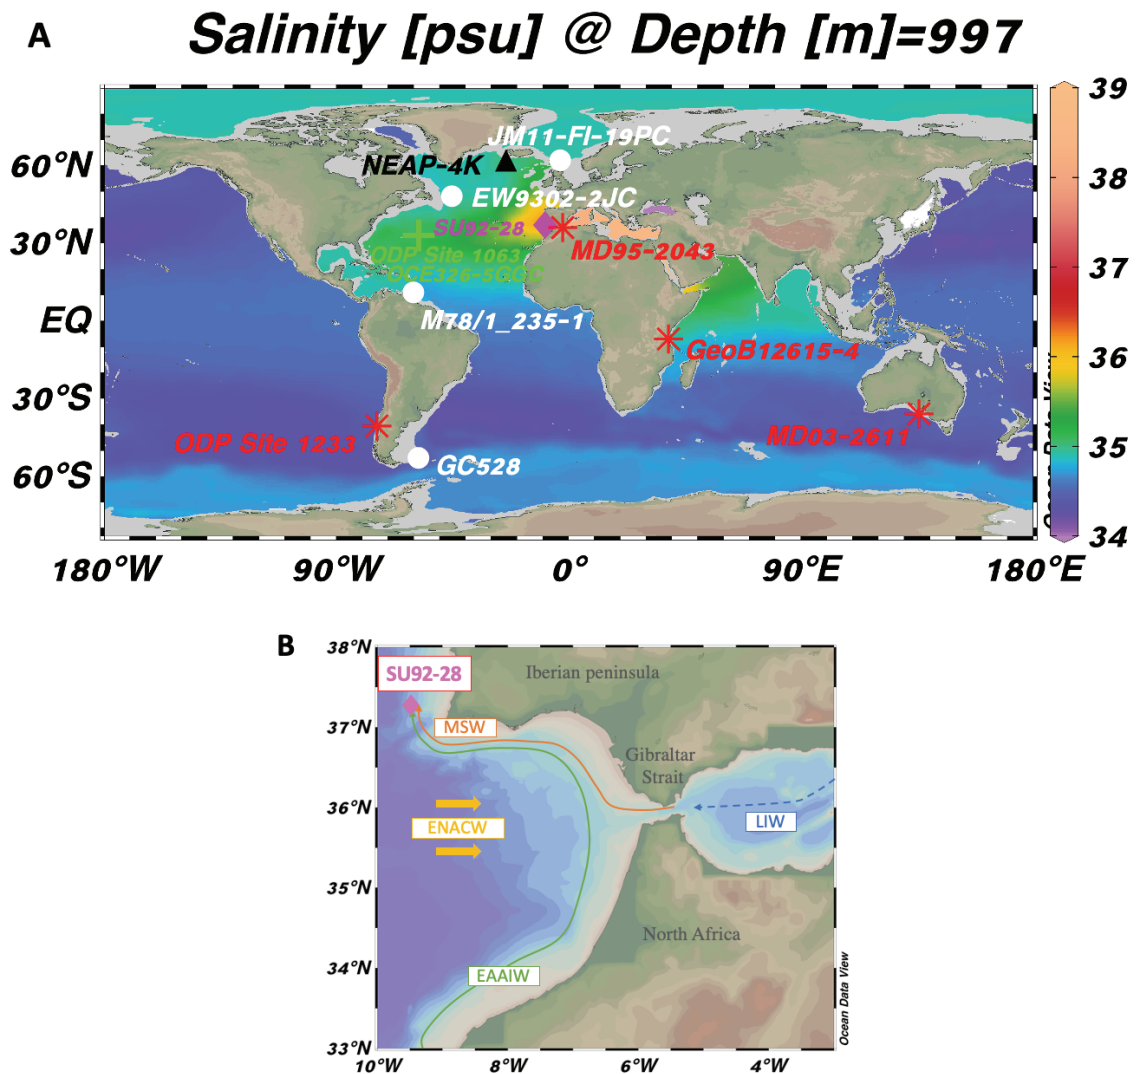 A
Salinity [psu] @ Depth [m]=997
39
38
37
36
35
34
60°N
30°N
EQ
30°S
60°S
JM11-FI-19PC
NEAP-4K
EW9302-2JC
SU92-28
MD95-2043
ODP Site 1063
OCE326-5GGC
M78/1_235-1
GeoB12615-4
ODP Site 1233
MD03-2611
GC528
Ocean Data View
180°W
90°W
0°
90°E
180°E
B
38°N
37°N
36°N
35°N
34°N
33°N
SU92-28
Iberian peninsula
MSW
Gibraltar
Strait
ENACW
LIW
North Africa
EAAIW
Ocean Data View
10°W
8°W
6°W
4°W